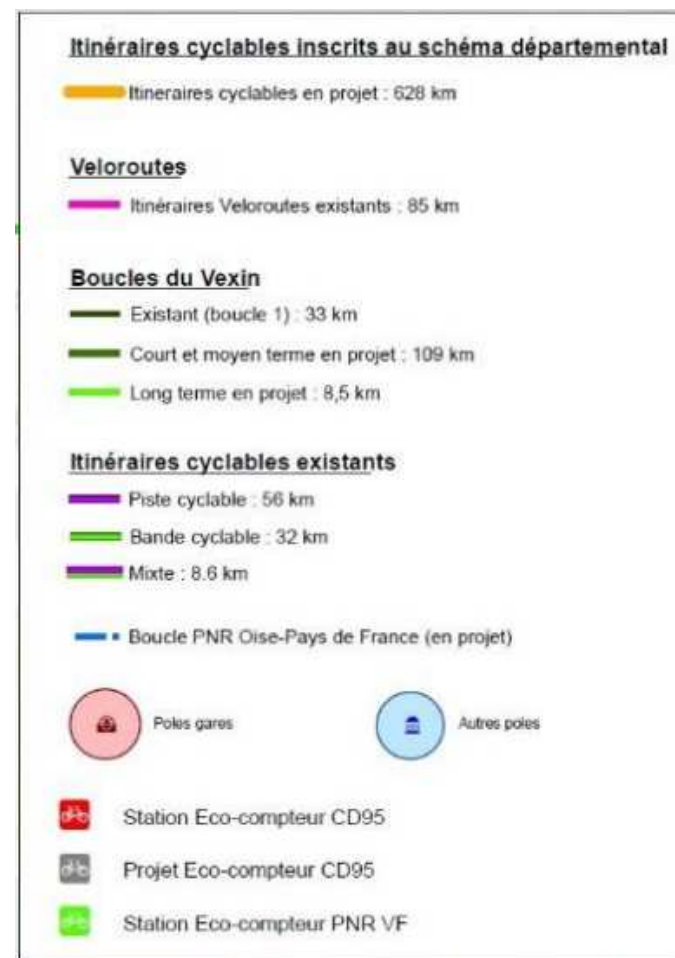 Itinéraires cyclables inscrits au schéma départemental
Itineraires cyclables en projet : 628 km
Veloroutes
Itinéraires Veloroutes existants : 85 km
Boucles du Vexin
Existant (boucle 1) : 33 km
Court et moyen terme en projet : 109 km
Long terme en projet : 8,5 km
Itinéraires cyclables existants
Piste cyclable : 56 km
Bande cyclable : 32 km
Mixte : 8.6 km
Boucle PNR Oise-Pays de France (en projet)
Poles gares Autres poles
Station Eco-compteur CD95
Projet Eco-compteur CD95
Station Eco-compteur PNR VF